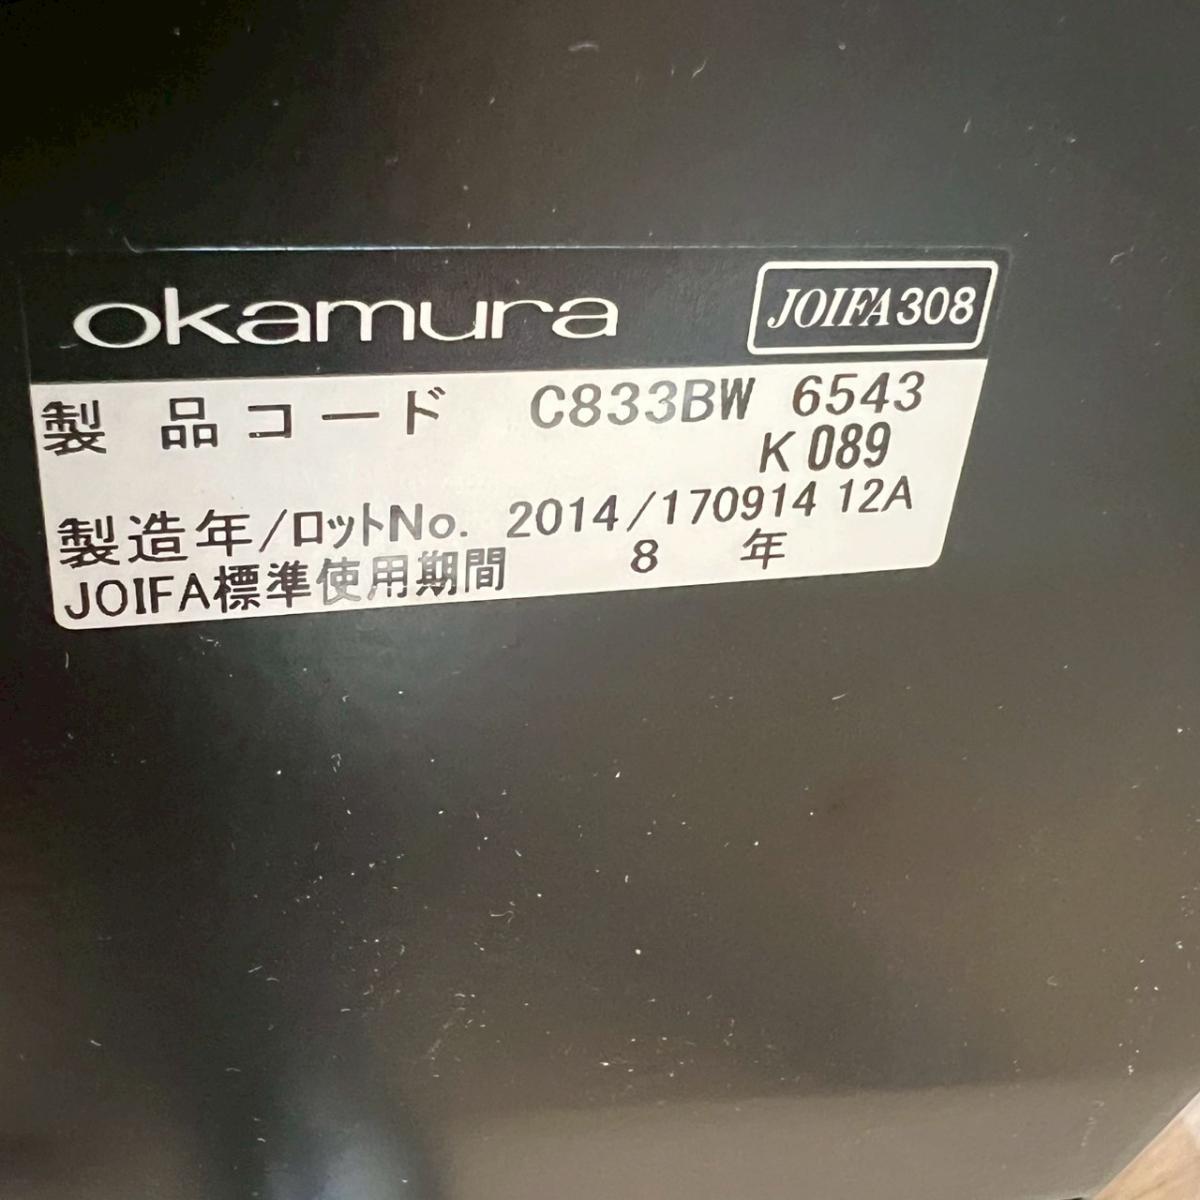 okamura JOIFA308
製品コード C833BW 6543
K 089
製造年/ロットNo. 2014/170914 12A
JOIFA標準使用期間 8 年